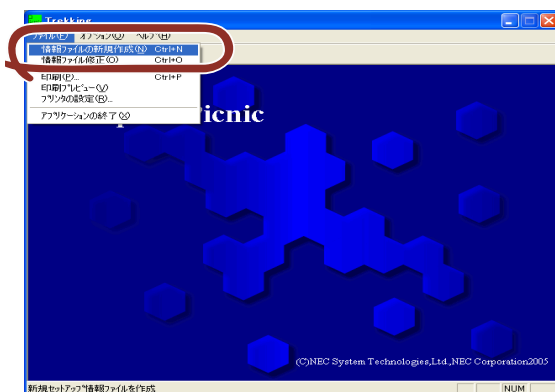 Trekking
ファイル(F) オプション(O) ヘルプ(H)
情報ファイルの新規作成(N) Ctrl+N
情報ファイル修正(O) Ctrl+O
印刷(P)... Ctrl+P
印刷プレビュー(V)
プリンタの設定(R)...
アプリケーションの終了(X)
icnic
(C)NEC System Technologies,Ltd.,NEC Corporation2005
新規セットアップ情報ファイルを作成
NUM